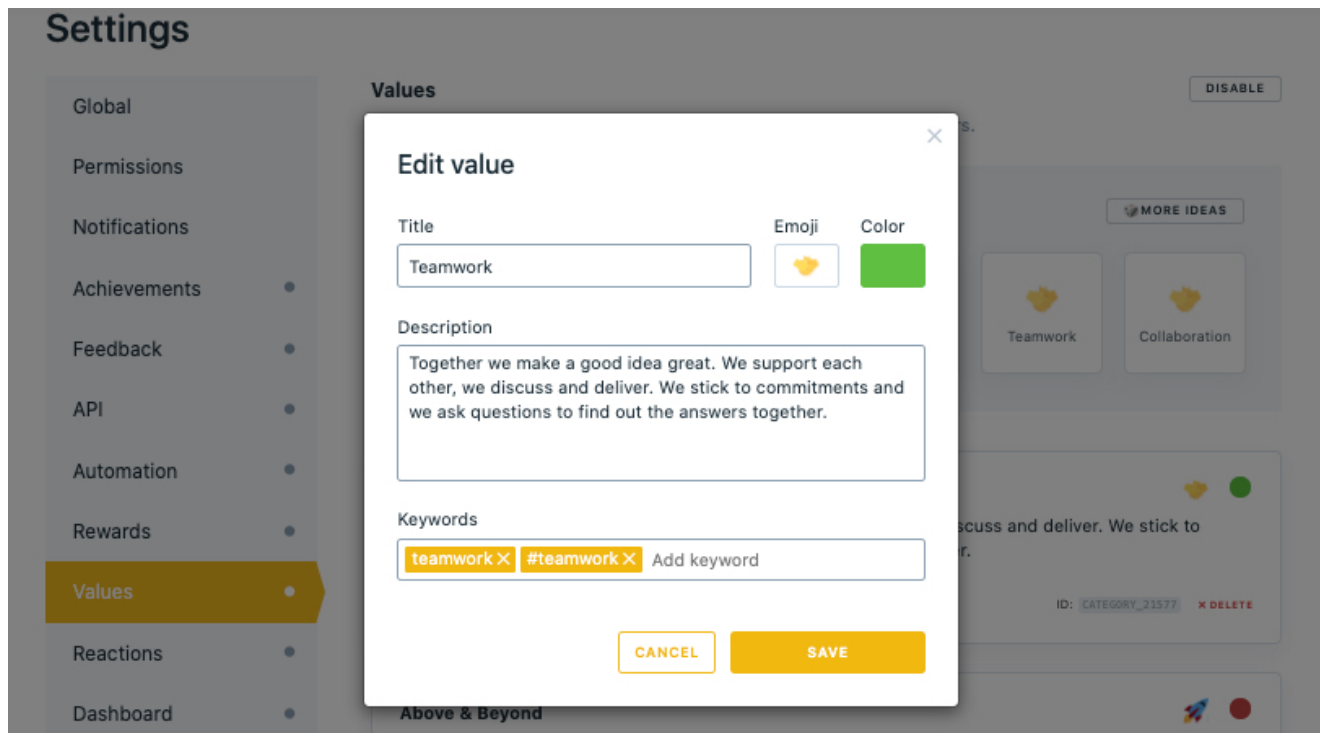 Settings
Global
Permissions
Notifications
Achievements
Feedback
API
Automation
Rewards
Values
Reactions
Dashboard
Values
DISABLE
s.
MORE IDEAS
Teamwork
Collaboration
scuss and deliver. We stick to
r.
ID: CATEGORY_21577 × DELETE
Above & Beyond
Edit value
×
Title
Emoji
Color
Teamwork
Description
Together we make a good idea great. We support each
other, we discuss and deliver. We stick to commitments and
we ask questions to find out the answers together.
Keywords
teamwork × #teamwork × Add keyword
CANCEL
SAVE